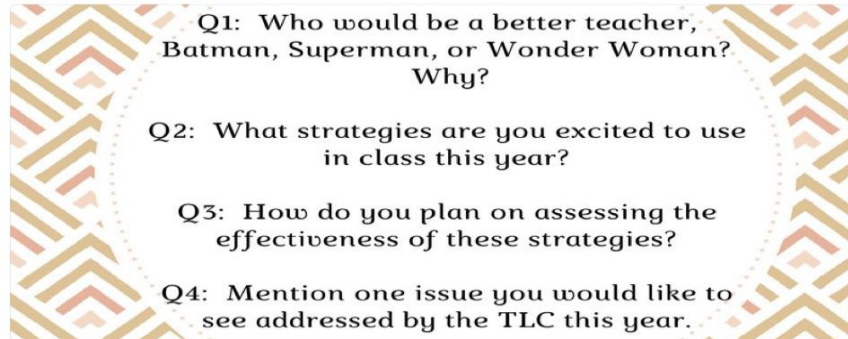 Q1: Who would be a better teacher,
Batman, Superman, or Wonder Woman?
Why?
Q2: What strategies are you excited to use
in class this year?
Q3: How do you plan on assessing the
effectiveness of these strategies?
Q4: Mention one issue you would like to
see addressed by the TLC this year.